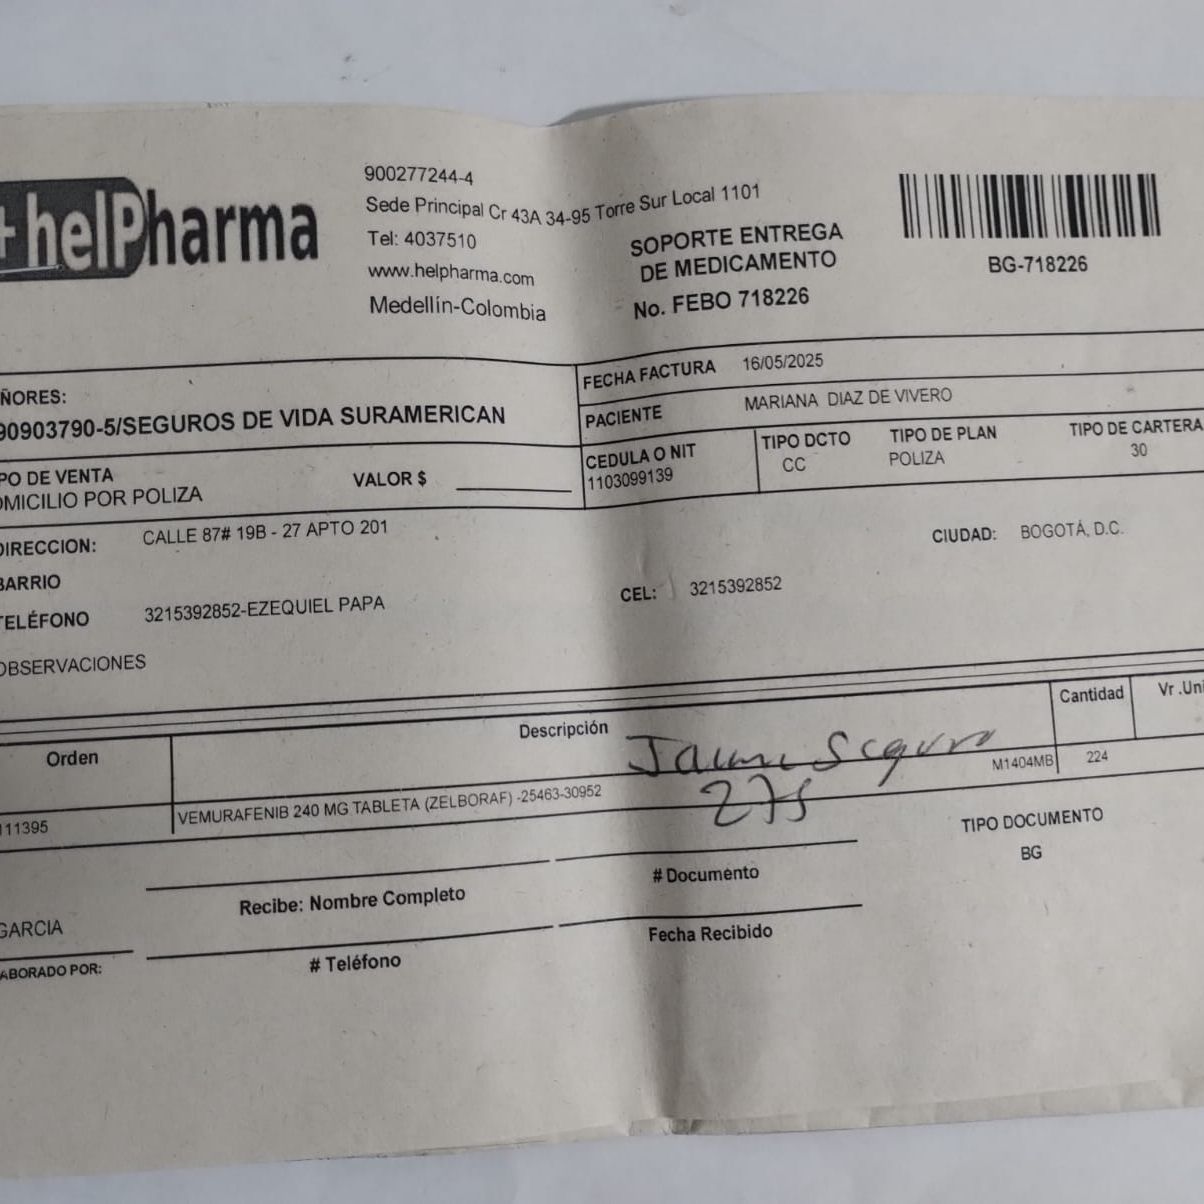 +helPharma
900277244-4
Sede Principal Cr 43A 34-95 Torre Sur Local 1101
Tel: 4037510
www.helpharma.com
Medellín-Colombia
SOPORTE ENTREGA
DE MEDICAMENTO
No. FEBO 718226
BG-718226
ÑORES:
90903790-5/SEGUROS DE VIDA SURAMERICAN
FECHA FACTURA 16/05/2025
PACIENTE MARIANA DIAZ DE VIVERO
PO DE VENTA
OMICILIO POR POLIZA
VALOR $
CEDULA O NIT
1103099139
TIPO DCTO
CC
TIPO DE PLAN
POLIZA
TIPO DE CARTERA
30
DIRECCION: CALLE 87# 19B - 27 APTO 201
CIUDAD: BOGOTÁ, D.C.
BARRIO
TELÉFONO 3215392852-EZEQUIEL PAPA
CEL: 3215392852
OBSERVACIONES
Orden Descripción Cantidad Vr .Uni
111395 VEMURAFENIB 240 MG TABLETA (ZELBORAF) -25463-30952 M1404MB 224
275
TIPO DOCUMENTO
BG
Recibe: Nombre Completo
# Documento
GARCIA
ABORADO POR:
# Teléfono
Fecha Recibido